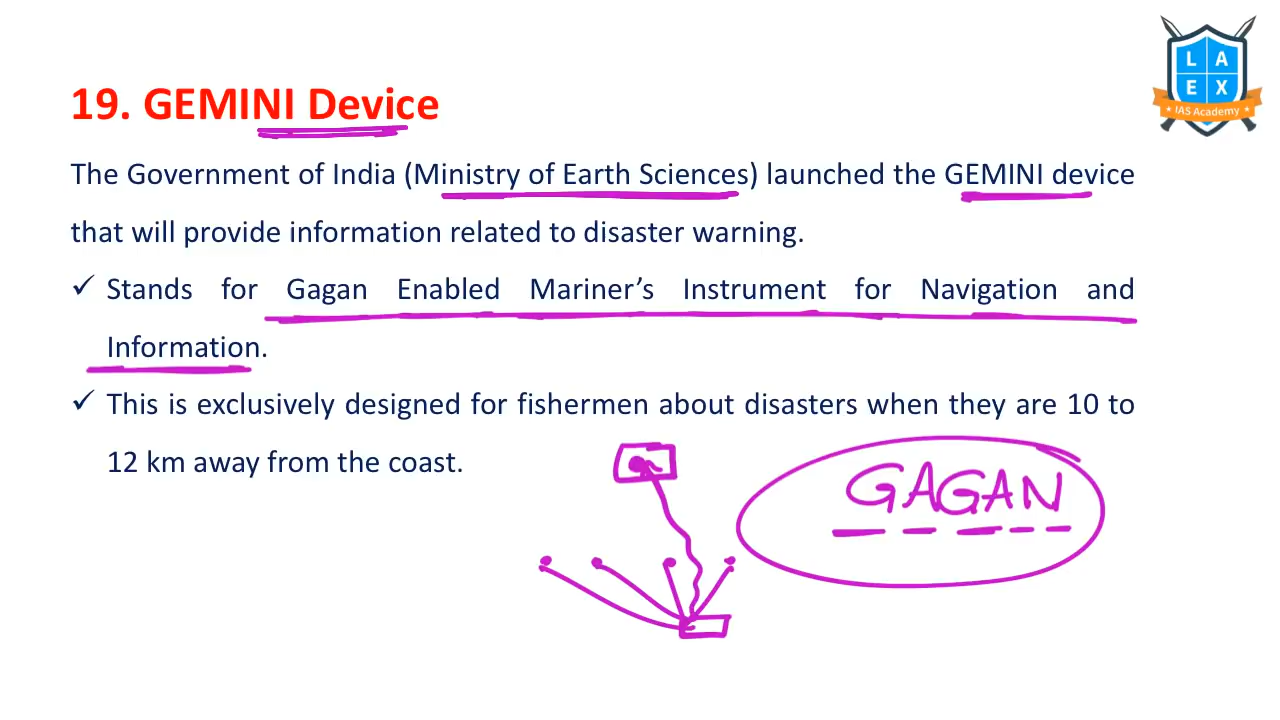 19. GEMINI Device
L A
E X
IAS Academy
The Government of India (Ministry of Earth Sciences) launched the GEMINI device
that will provide information related to disaster warning.
✓ Stands for Gagan Enabled Mariner’s Instrument for Navigation and
Information.
✓ This is exclusively designed for fishermen about disasters when they are 10 to
12 km away from the coast.
GAGAN